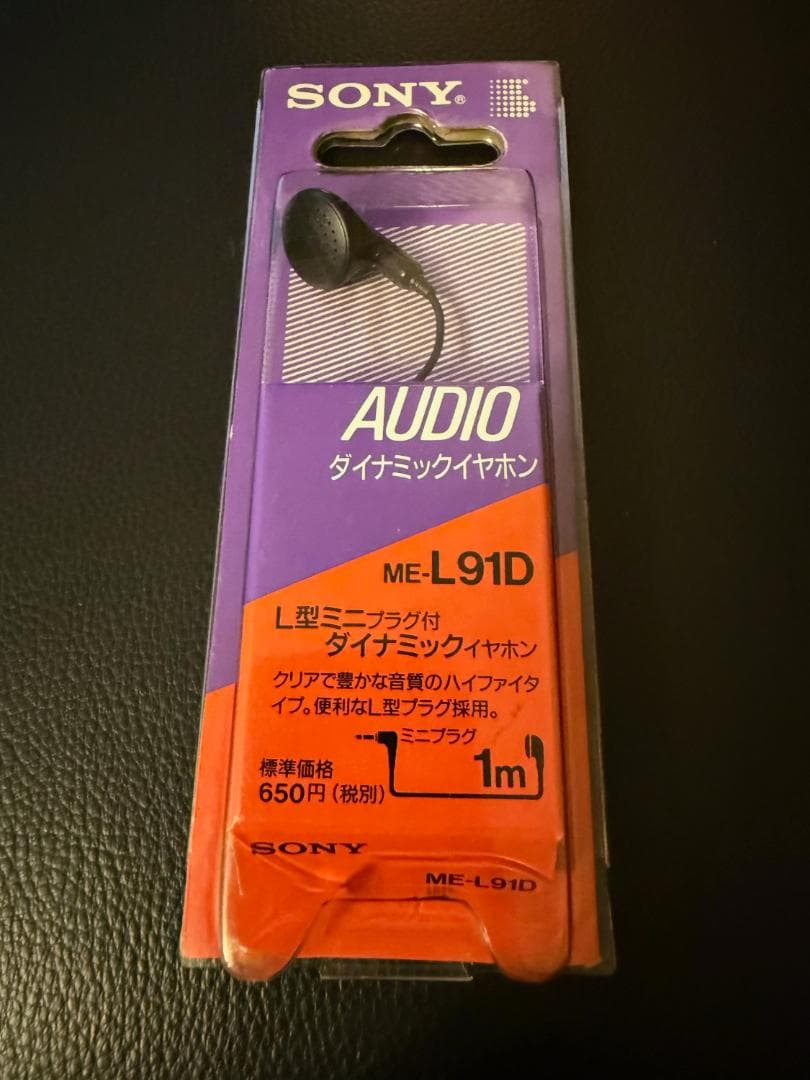 SONY®
AUDIO
ダイナミックイヤホン
ME-L91D
L型ミニプラグ付
ダイナミックイヤホン
クリアで豊かな音質のハイファイタ
イプ。便利なL型プラグ採用。
ミニプラグ
1m
標準価格
650円(税別)
SONY
ME-L91D